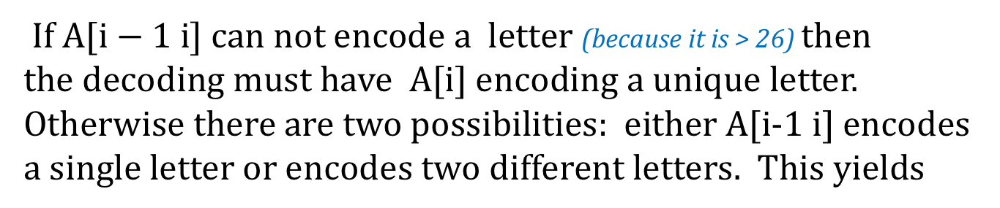 If A[i − 1 i] can not encode a letter (because it is > 26) then
the decoding must have A[i] encoding a unique letter.
Otherwise there are two possibilities: either A[i-1 i] encodes
a single letter or encodes two different letters. This yields